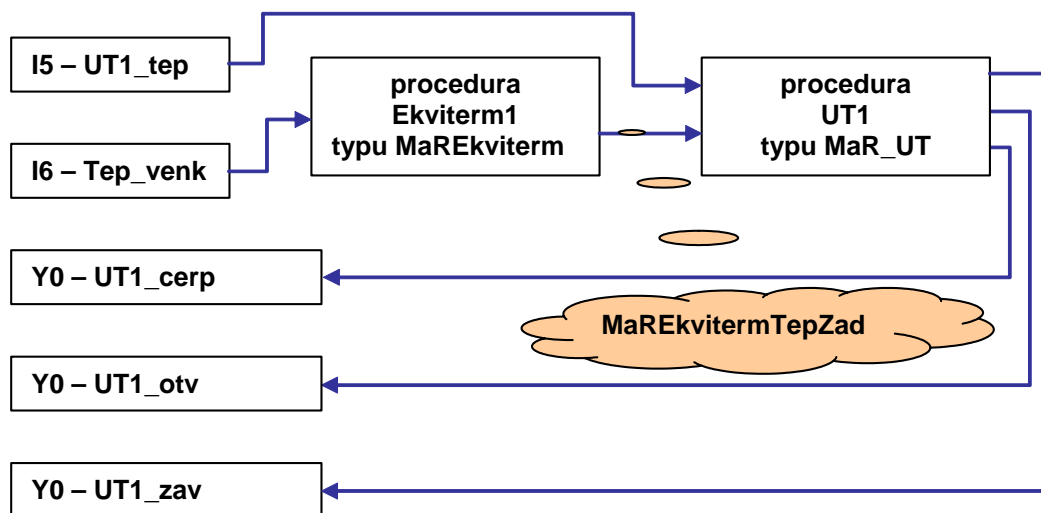 I5 – UT1_tep
procedura
Ekviterm1
typu MaREkviterm
procedura
UT1
typu MaR_UT
I6 – Tep_venk
Y0 – UT1_cerp
MaREkvitermTepZad
Y0 – UT1_otv
Y0 – UT1_zav